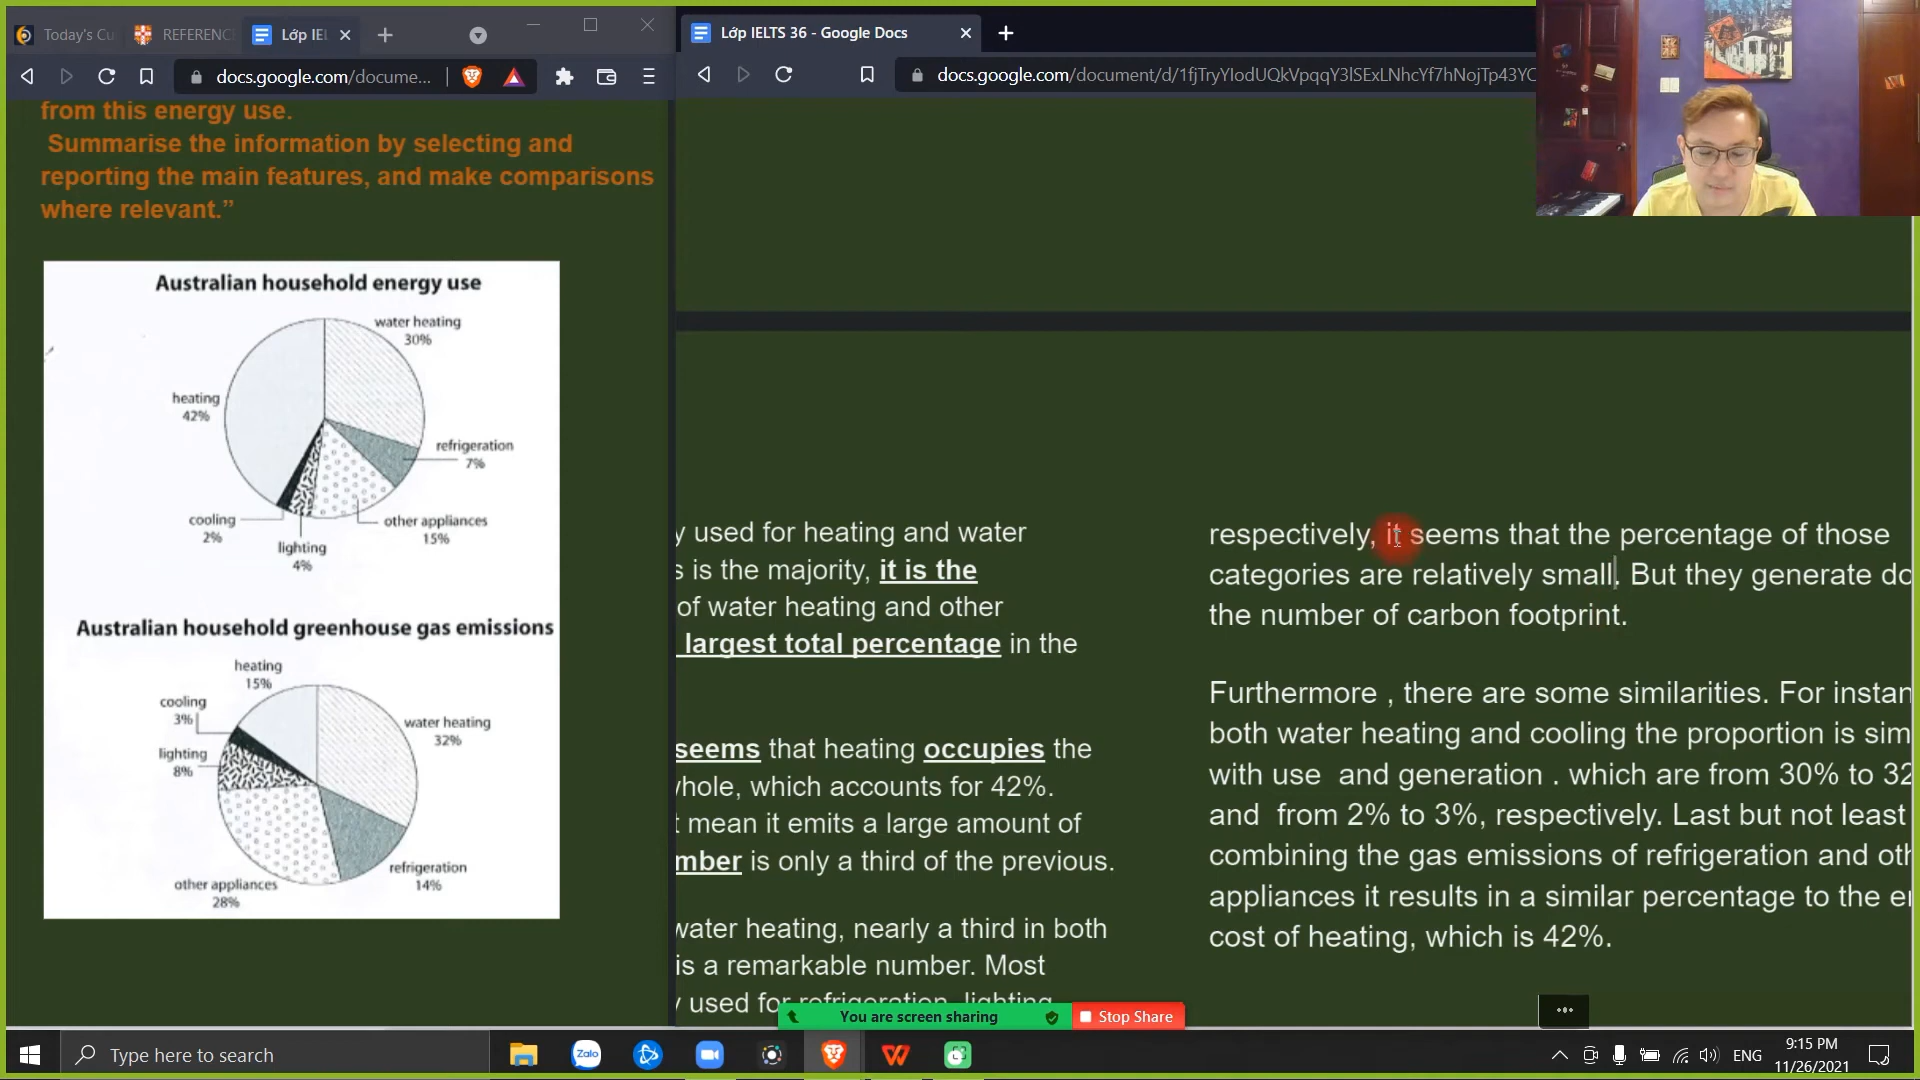 Today's Cu
REFERENC
Lớp IEL
docs.google.com/docume...
Lớp IELTS 36 - Google Docs
docs.google.com/document/d/1fjTryYIodUQkVpqqY3lSExLNhcYf7hNojTp43YC
from this energy use.
Summarise the information by selecting and
reporting the main features, and make comparisons
where relevant.”
Australian household energy use
water heating
30%
heating
42%
refrigeration
7%
cooling
2%
other appliances
15%
lighting
4%
Australian household greenhouse gas emissions
heating
15%
cooling
3%
water heating
32%
lighting
8%
refrigeration
14%
other appliances
28%
y used for heating and water
s is the majority, it is the
of water heating and other
largest total percentage in the
seems that heating occupies the
whole, which accounts for 42%.
t mean it emits a large amount of
mber is only a third of the previous.
water heating, nearly a third in both
is a remarkable number. Most
y used for refrigeration, lighting
respectively, it seems that the percentage of those
categories are relatively small. But they generate do
the number of carbon footprint.
Furthermore , there are some similarities. For instan
both water heating and cooling the proportion is sim
with use and generation . which are from 30% to 32
and from 2% to 3%, respectively. Last but not least
combining the gas emissions of refrigeration and oth
appliances it results in a similar percentage to the en
cost of heating, which is 42%.
You are screen sharing
Stop Share
Type here to search
Zalo
ENG
9:15 PM
11/26/2021